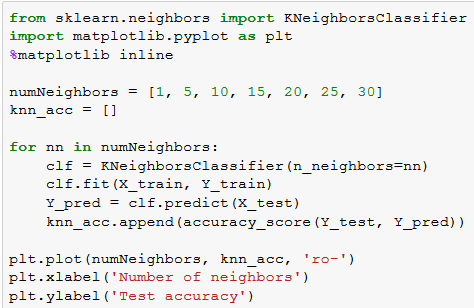 from sklearn.neighbors import KNeighborsClassifier
import matplotlib.pyplot as plt
%matplotlib inline

numNeighbors = [1, 5, 10, 15, 20, 25, 30]
knn_acc = []

for nn in numNeighbors:
    clf = KNeighborsClassifier(n_neighbors=nn)
    clf.fit(X_train, Y_train)
    Y_pred = clf.predict(X_test)
    knn_acc.append(accuracy_score(Y_test, Y_pred))

plt.plot(numNeighbors, knn_acc, 'ro-')
plt.xlabel('Number of neighbors')
plt.ylabel('Test accuracy')